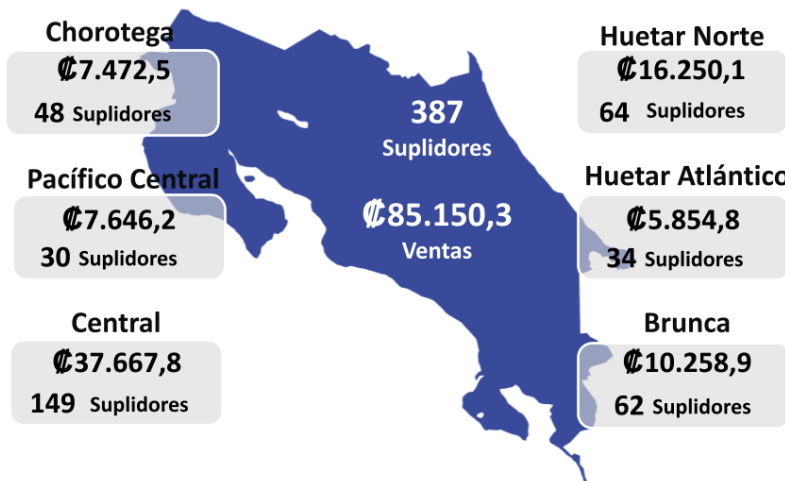 Chorotega
₡7.472,5
48 Suplidores
Pacífico Central
₡7.646,2
30 Suplidores
Central
₡37.667,8
149 Suplidores
387
Suplidores
₡85.150,3
Ventas
Huetar Norte
₡16.250,1
64 Suplidores
Huetar Atlántico
₡5.854,8
34 Suplidores
Brunca
₡10.258,9
62 Suplidores